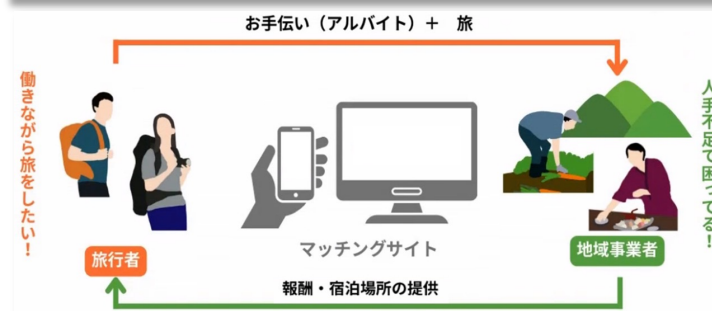 お手伝い（アルバイト）＋　旅
働きながら旅をしたい！
人手不足で困ってる！
マッチングサイト
旅行者
地域事業者
報酬・宿泊場所の提供